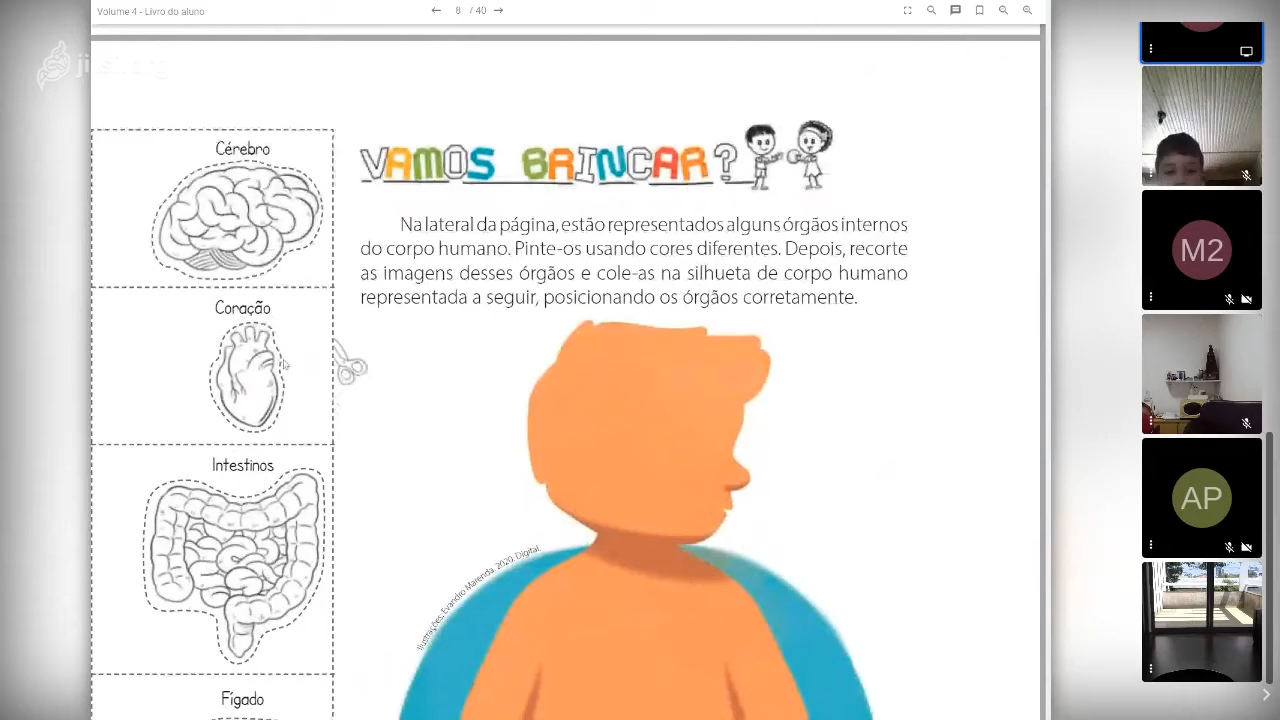 Volume 4 - Livro do aluno
8 / 40
jitsi.org
Cérebro
Coração
Intestinos
Fígado
VAMOS BRINCAR?
Na lateral da página, estão representados alguns órgãos internos
do corpo humano. Pinte-os usando cores diferentes. Depois, recorte
as imagens desses órgãos e cole-as na silhueta de corpo humano
representada a seguir, posicionando os órgãos corretamente.
Ilustrações: Evandro Marenda. 2020. Digital.
M2
AP